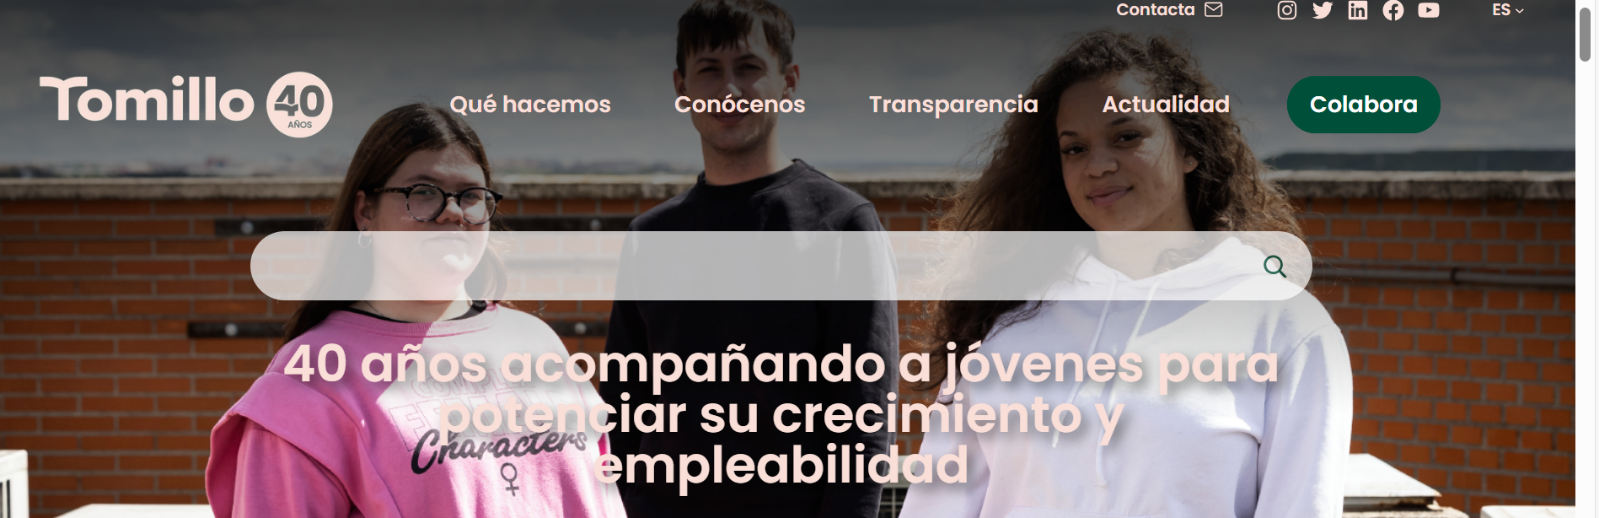 Contacta
ES
Tomillo 40 AÑOS
Qué hacemos
Conócenos
Transparencia
Actualidad
Colabora
40 años acompañando a jóvenes para
potenciar su crecimiento y
empleabilidad
Characters